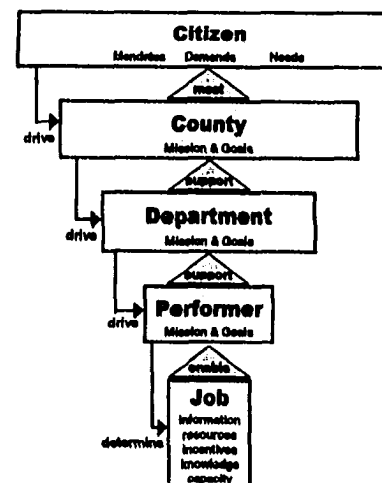 Citizen
Mandates Demands Needs
meet
drive
County
Mission & Goals
support
drive
Department
Mission & Goals
support
drive
Performer
Mission & Goals
enable
determine
Job
information
resources
incentives
knowledge
capacity